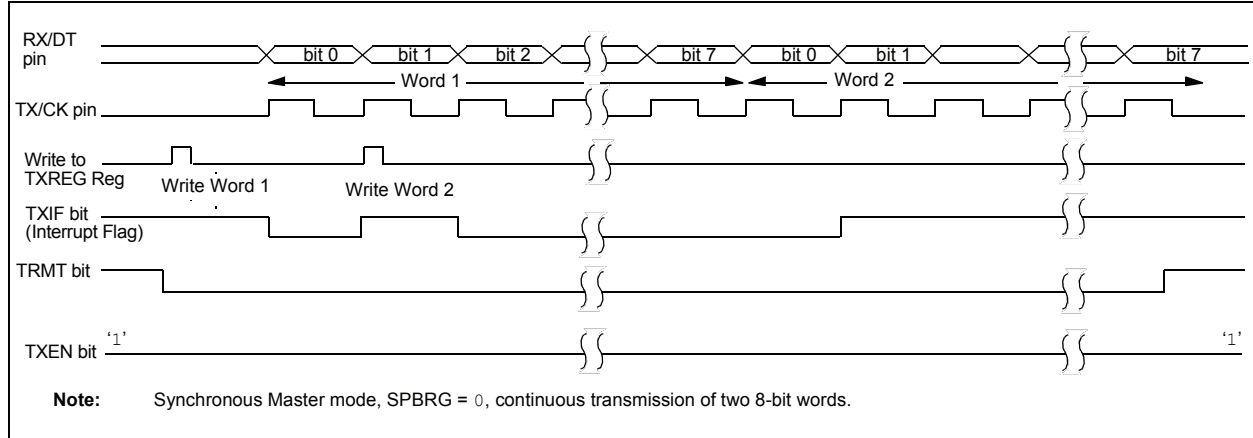 RX/DT
pin
bit 0 bit 1 bit 2 bit 7 bit 0 bit 1 bit 7
Word 1 Word 2
TX/CK pin
Write to
TXREG Reg
Write Word 1 Write Word 2
TXIF bit
(Interrupt Flag)
TRMT bit
‘1’ ‘1’
TXEN bit
Note: Synchronous Master mode, SPBRG = 0, continuous transmission of two 8-bit words.